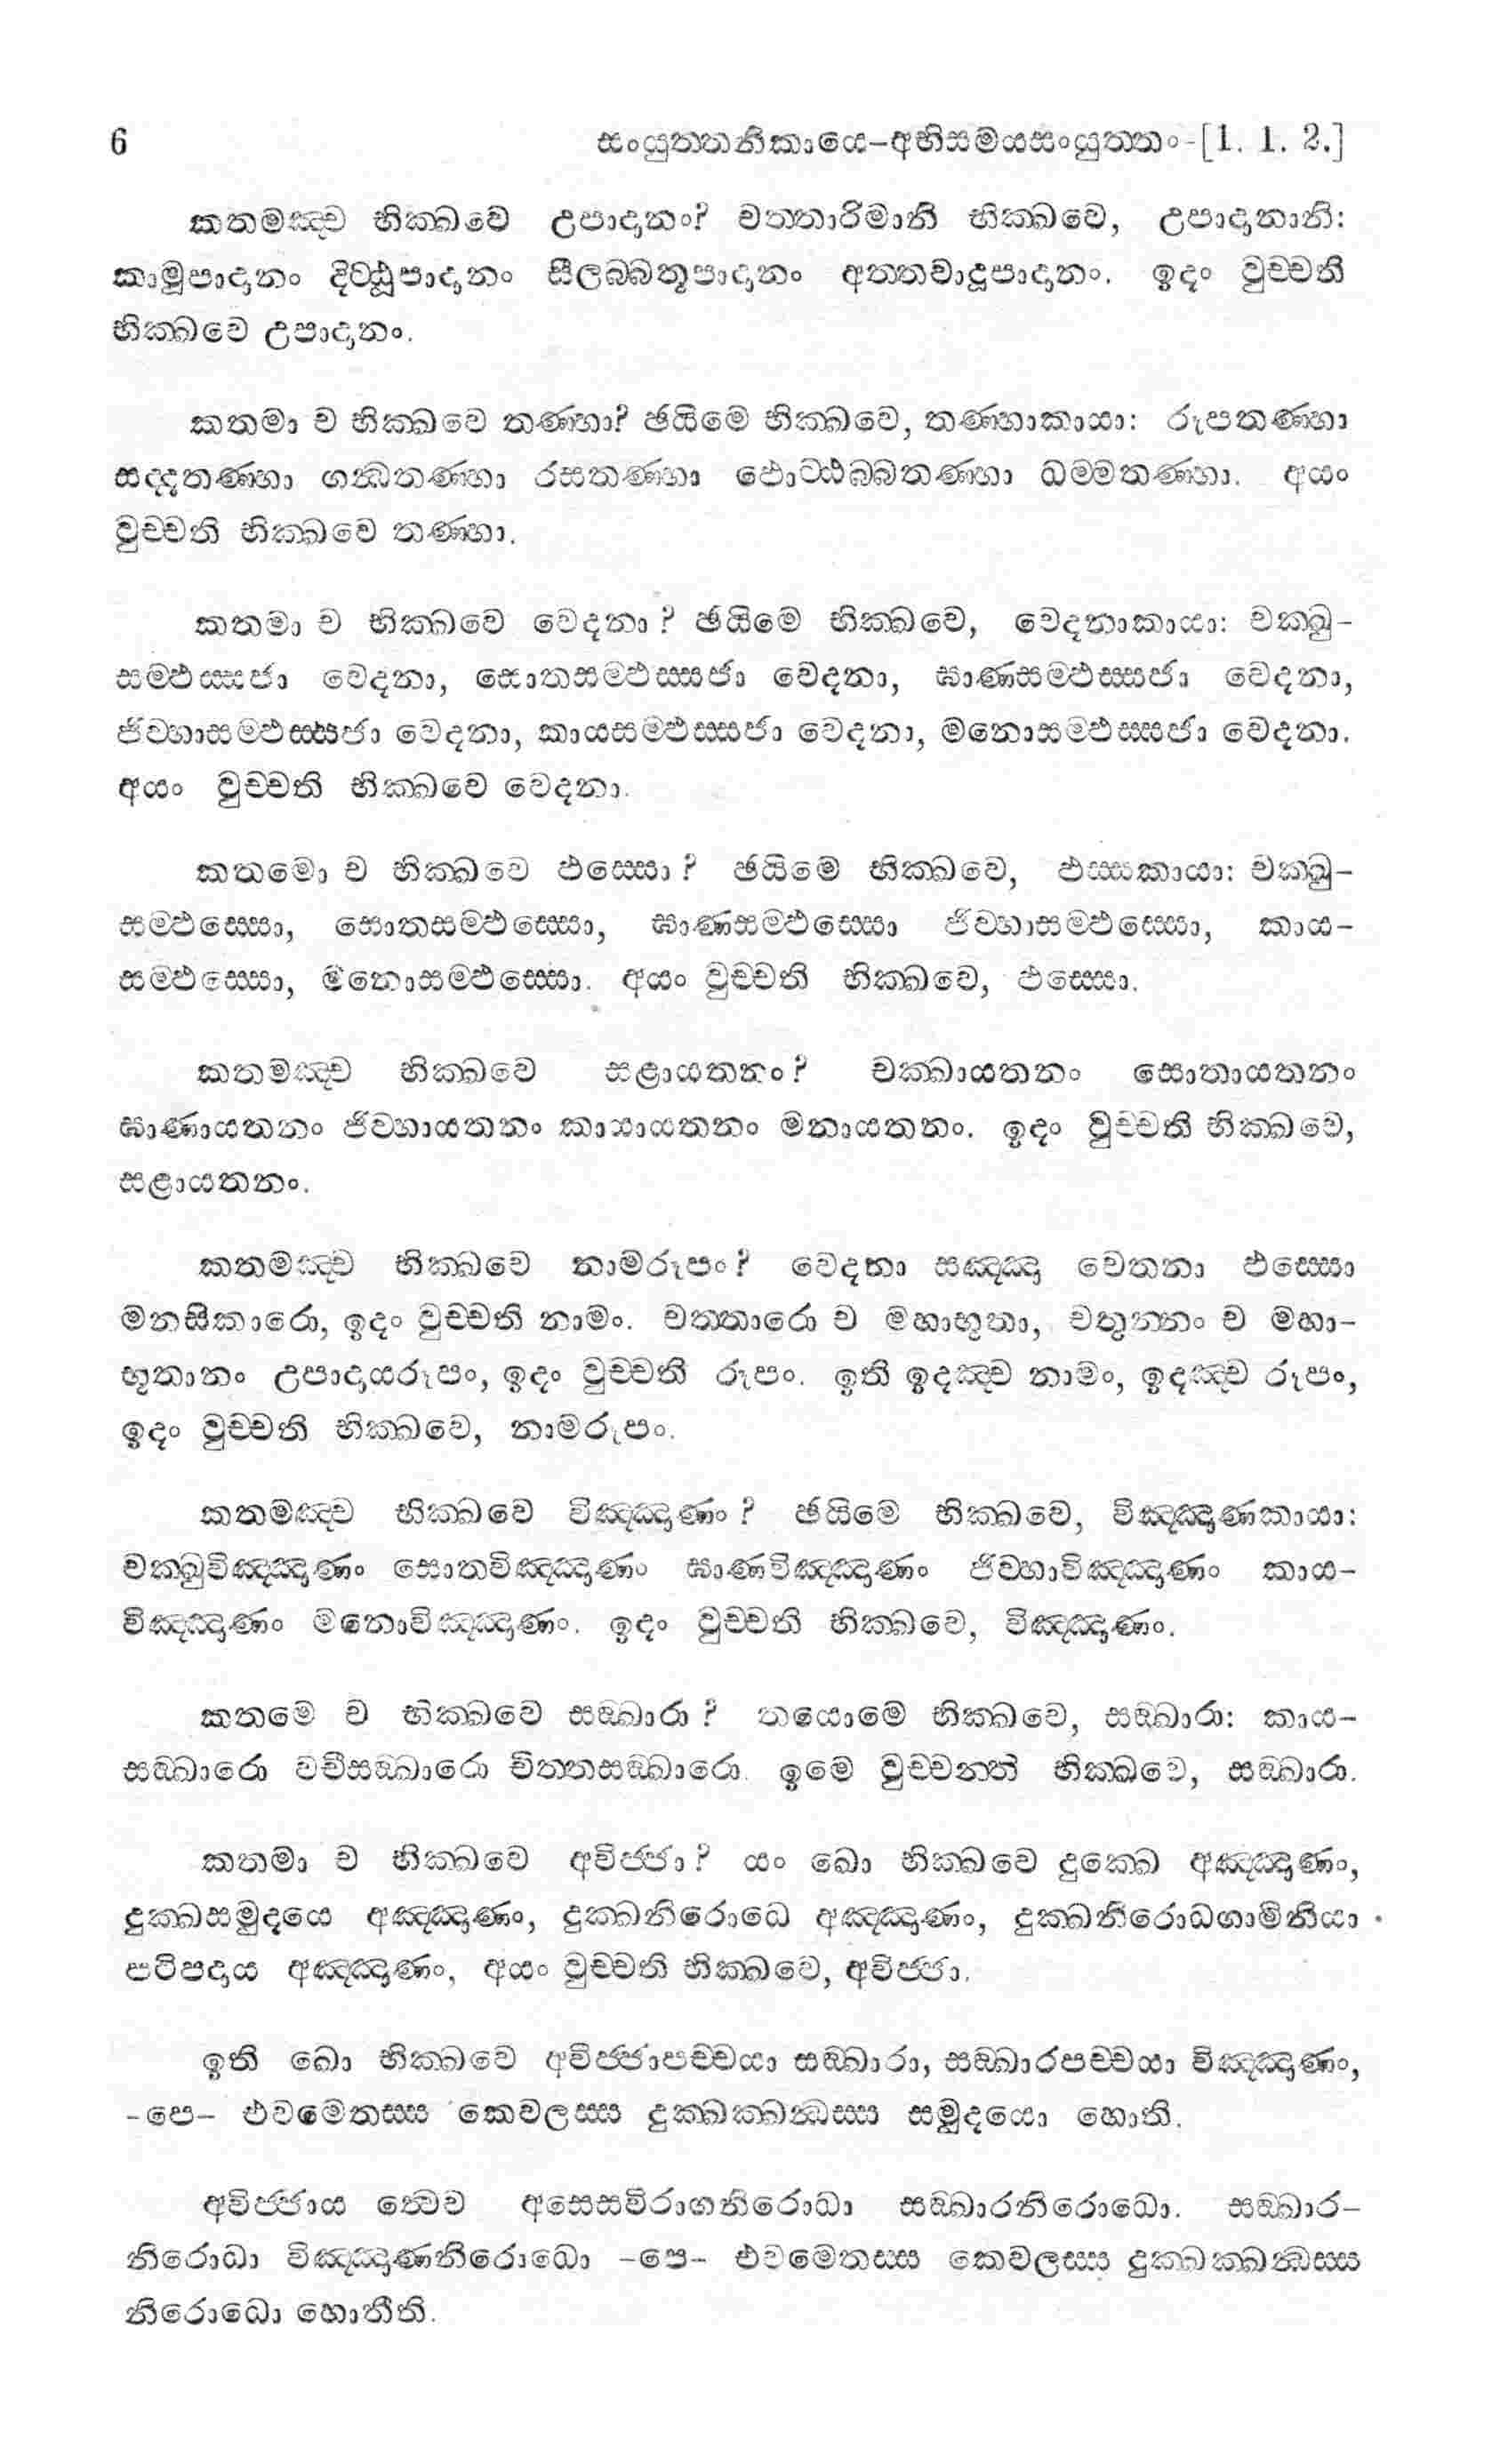 6 සංයුත්තනිකායෙ–අභිසමයසංයුත්තං-[1. 1. 2.]
කතමඤ්ච භික්ඛවෙ උපාදානං? චත්තාරිමානි භික්ඛවෙ, උපාදානානි:
කාමූපාදානං දිට්ඨූපාදානං සීලබ්බතූපාදානං අත්තවාදූපාදානං. ඉදං වුච්චති
භික්ඛවෙ උපාදානං.
කතමා ච භික්ඛවෙ තණ්හා? ඡයිමෙ භික්ඛවෙ, තණ්හාකායා: රූපතණ්හා
සද්දතණ්හා ගන්ධතණ්හා රසතණ්හා ඵොට්ඨබ්බතණ්හා ධම්මතණ්හා. අයං
වුච්චති භික්ඛවෙ තණ්හා.
කතමා ච භික්ඛවෙ වෙදනා? ඡයිමෙ භික්ඛවෙ, වෙදනාකායා: චක්ඛු-
සම්ඵස්සජා වෙදනා, සොතසම්ඵස්සජා වෙදනා, ඝාණසම්ඵස්සජා වෙදනා,
ජිව්හාසම්ඵස්සජා වෙදනා, කායසම්ඵස්සජා වෙදනා, මනොසම්ඵස්සජා වෙදනා.
අයං වුච්චති භික්ඛවෙ වෙදනා.
කතමො ච භික්ඛවෙ ඵස්සො? ඡයිමෙ භික්ඛවෙ, ඵස්සකායා: චක්ඛු-
සම්ඵස්සො, සොතසම්ඵස්සො, ඝාණසම්ඵස්සො ජිව්හාසම්ඵස්සො, කාය-
සම්ඵස්සො, මනොසම්ඵස්සො. අයං වුච්චති භික්ඛවෙ, ඵස්සො.
කතමඤ්ච භික්ඛවෙ සළායතනං? චක්ඛායතනං සොතායතනං
ඝාණායතනං ජිව්හායතනං කායායතනං මනායතනං. ඉදං වුච්චති භික්ඛවෙ,
සළායතනං.
කතමඤ්ච භික්ඛවෙ නාමරූපං? වෙදනා සඤ්ඤා චෙතනා ඵස්සො
මනසිකාරො, ඉදං වුච්චති නාමං. චත්තාරො ච මහාභූතා, චතුන්නං ච මහා-
භූතානං උපාදායරූපං, ඉදං වුච්චති රූපං. ඉති ඉදඤ්ච නාමං, ඉදඤ්ච රූපං,
ඉදං වුච්චති භික්ඛවෙ, නාමරූපං.
කතමඤ්ච භික්ඛවෙ විඤ්ඤාණං? ඡයිමෙ භික්ඛවෙ, විඤ්ඤාණකායා:
චක්ඛුවිඤ්ඤාණං සොතවිඤ්ඤාණං ඝාණවිඤ්ඤාණං ජිව්හාවිඤ්ඤාණං කාය-
විඤ්ඤාණං මනොවිඤ්ඤාණං. ඉදං වුච්චති භික්ඛවෙ, විඤ්ඤාණං.
කතමෙ ච භික්ඛවෙ සඞ්ඛාරා? තයොමෙ භික්ඛවෙ, සඞ්ඛාරා: කාය-
සඞ්ඛාරො වචීසඞ්ඛාරො චිත්තසඞ්ඛාරො. ඉමෙ වුච්චන්ති භික්ඛවෙ, සඞ්ඛාරා.
කතමා ච භික්ඛවෙ අවිජ්ජා? යං ඛො භික්ඛවෙ දුක්ඛෙ අඤ්ඤාණං,
දුක්ඛසමුදයෙ අඤ්ඤාණං, දුක්ඛනිරොධෙ අඤ්ඤාණං, දුක්ඛනිරොධගාමිනියා
පටිපදාය අඤ්ඤාණං, අයං වුච්චති භික්ඛවෙ, අවිජ්ජා.
ඉති ඛො භික්ඛවෙ අවිජ්ජාපච්චයා සඞ්ඛාරා, සඞ්ඛාරපච්චයා විඤ්ඤාණං,
-පෙ- එවමෙතස්ස කෙවලස්ස දුක්ඛක්ඛන්ධස්ස සමුදයො හොති.
අවිජ්ජාය ත්වෙව අසෙසවිරාගනිරොධා සඞ්ඛාරනිරොධො. සඞ්ඛාර-
නිරොධා විඤ්ඤාණනිරොධො -පෙ- එවමෙතස්ස කෙවලස්ස දුක්ඛක්ඛන්ධස්ස
නිරොධො හොතීති.